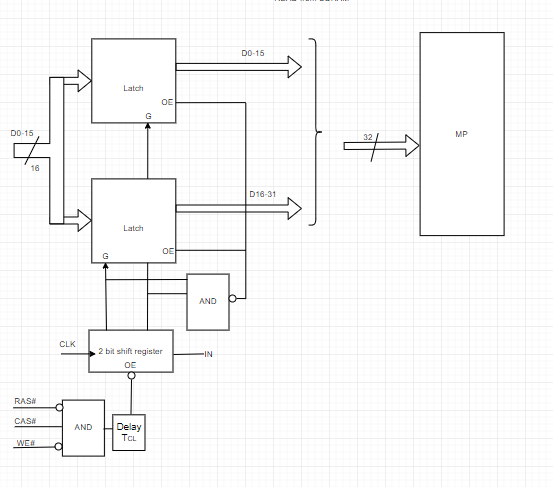 D0-15
Latch
OE
G
D0-15
16
32
MP
D16-31
Latch
OE
G
AND
CLK
2 bit shift register
IN
OE
RAS#
CAS#
AND
Delay
TCL
WE#